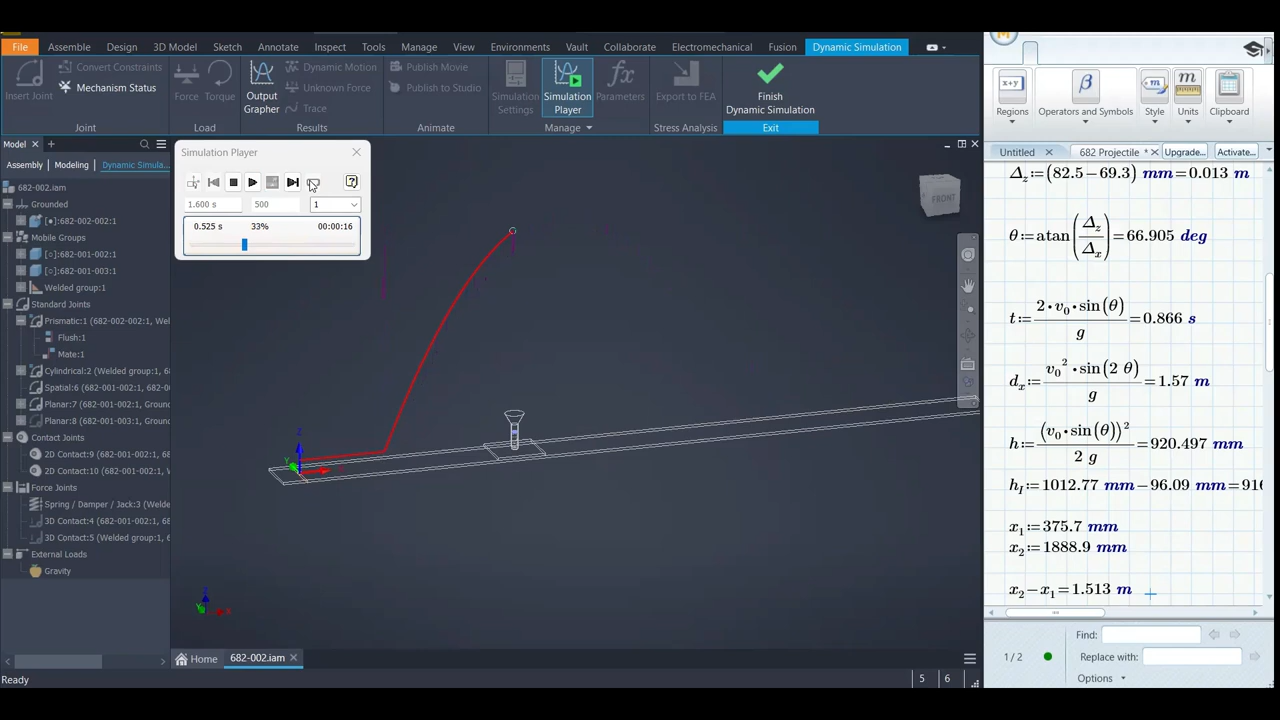 File Assembly Design 3D Model Sketch Annotate Inspect Tools Manage View Environments Vault Collaborate Electromechanical Fusion Dynamic Simulation
Insert Joint
Convert Constraints
Mechanism Status
Joint
Force
Torque
Load
Output Grapher
Dynamic Motion
Unknown Force
Trace
Results
Publish Movie
Publish to Studio
Animate
Simulation Settings
Simulation Player
fx
Parameters
Manage
Export to FEA
Stress Analysis
Finish Dynamic Simulation
Exit
Model
Assembly Modeling Dynamic Simula...
682-002.iam
Grounded
[•]:682-002-002:1
Mobile Groups
[○]:682-001-002:1
[○]:682-001-003:1
Welded group:1
Standard Joints
Prismatic:1 (682-002-002:1, Wel
Flush:1
Mate:1
Cylindrical:2 (Welded group:1, 6
Spatial:6 (682-001-002:1, 682-0
Planar:7 (682-001-002:1, Ground
Planar:8 (682-001-003:1, Ground
Contact Joints
2D Contact:9 (682-001-002:1, 6
2D Contact:10 (682-001-002:1, 6
Force Joints
Spring / Damper / Jack:3 (Welde
3D Contact:4 (682-001-002:1, 6
3D Contact:5 (Welded group:1, 6
External Loads
Gravity
Simulation Player
1.600 s 500 1
0.525 s 33% 00:00:16
FRONT
Z
Y
Home 682-002.iam
Ready
5 6
x+y
Regions
β
Operators and Symbols
m
Style
m
Units
Clipboard
Untitled 682 Projectile Upgrade... Activate...
Δz:=(82.5−69.3) mm=0.013 m
θ:=atan(Δz/Δx)=66.905 deg
t:=2•v0•sin(θ)/g=0.866 s
dx:=v0²•sin(2 θ)/g=1.57 m
h:=(v0•sin(θ))²/2 g=920.497 mm
hI:=1012.77 mm−96.09 mm=916
x1:=375.7 mm
x2:=1888.9 mm
x2−x1=1.513 m
Find:
1/2
Replace with:
Options